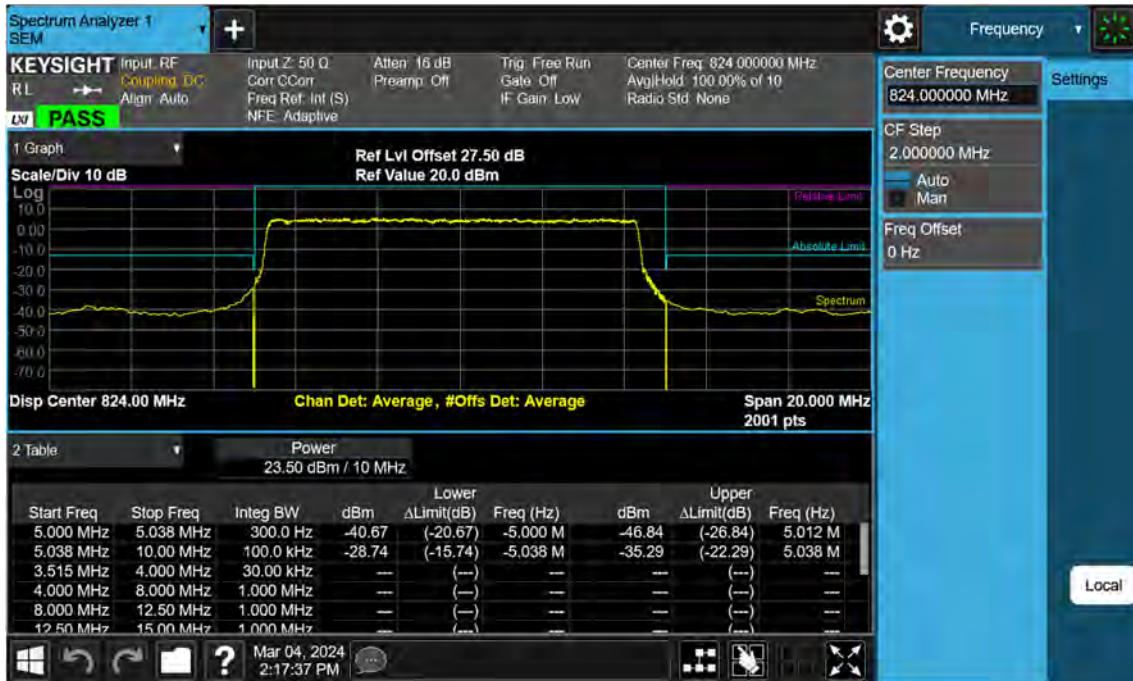 Spectrum Analyzer 1
SEM
Frequency
KEYSIGHT Input: RF Input Z: 50 Ω Atten: 16 dB Trig: Free Run Center Freq: 824.000000 MHz
RL Coupling: DC Corr CCorr Preamp: Off Gate: Off Avg|Hold: 100.00% of 10
Align: Auto Freq Ref: Int (S) IF Gain: Low Radio Std: None
LXI PASS NFE: Adaptive
Center Frequency
824.000000 MHz
Settings
CF Step
2.000000 MHz
Auto
Man
Freq Offset
0 Hz
1 Graph
Ref Lvl Offset 27.50 dB
Scale/Div 10 dB Ref Value 20.0 dBm
Log
10.0
0.00
-10.0
-20.0
-30.0
-40.0
-50.0
-60.0
-70.0
Relative Limit
Absolute Limit
Spectrum
Disp Center 824.00 MHz Chan Det: Average, #Offs Det: Average Span 20.000 MHz
2001 pts
2 Table Power
23.50 dBm / 10 MHz
Lower Upper
Start Freq Stop Freq Integ BW dBm ΔLimit(dB) Freq (Hz) dBm ΔLimit(dB) Freq (Hz)
5.000 MHz 5.038 MHz 300.0 Hz -40.67 (-20.67) -5.000 M -46.84 (-26.84) 5.012 M
5.038 MHz 10.00 MHz 100.0 kHz -28.74 (-15.74) -5.038 M -35.29 (-22.29) 5.038 M
3.515 MHz 4.000 MHz 30.00 kHz --- (---) --- --- (---) ---
4.000 MHz 8.000 MHz 1.000 MHz --- (---) --- --- (---) ---
8.000 MHz 12.50 MHz 1.000 MHz --- (---) --- --- (---) ---
12.50 MHz 15.00 MHz 1.000 MHz --- (---) --- --- (---) ---
Local
? Mar 04, 2024
2:17:37 PM